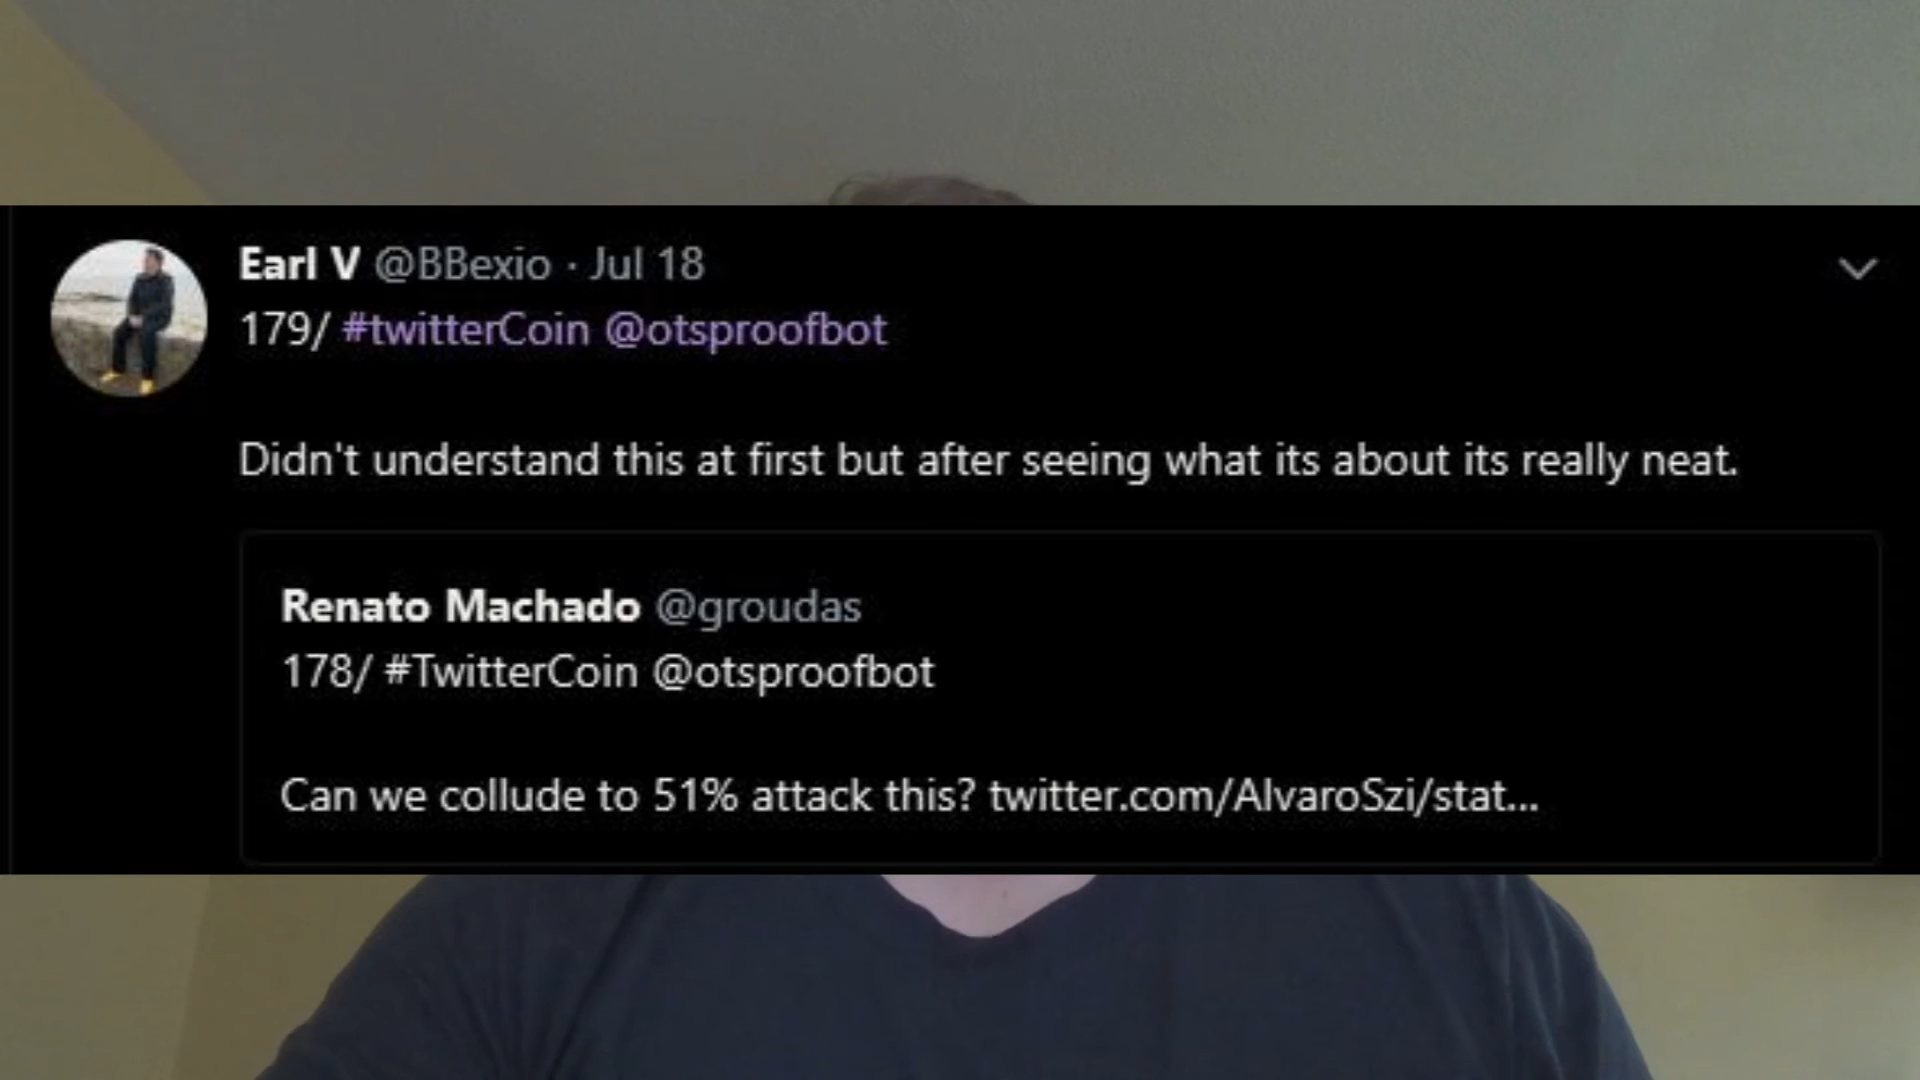 Earl V @BBexio · Jul 18
179/ #twitterCoin @otsproofbot
Didn't understand this at first but after seeing what its about its really neat.
Renato Machado @groudas
178/ #TwitterCoin @otsproofbot
Can we collude to 51% attack this? twitter.com/AlvaroSzi/stat...